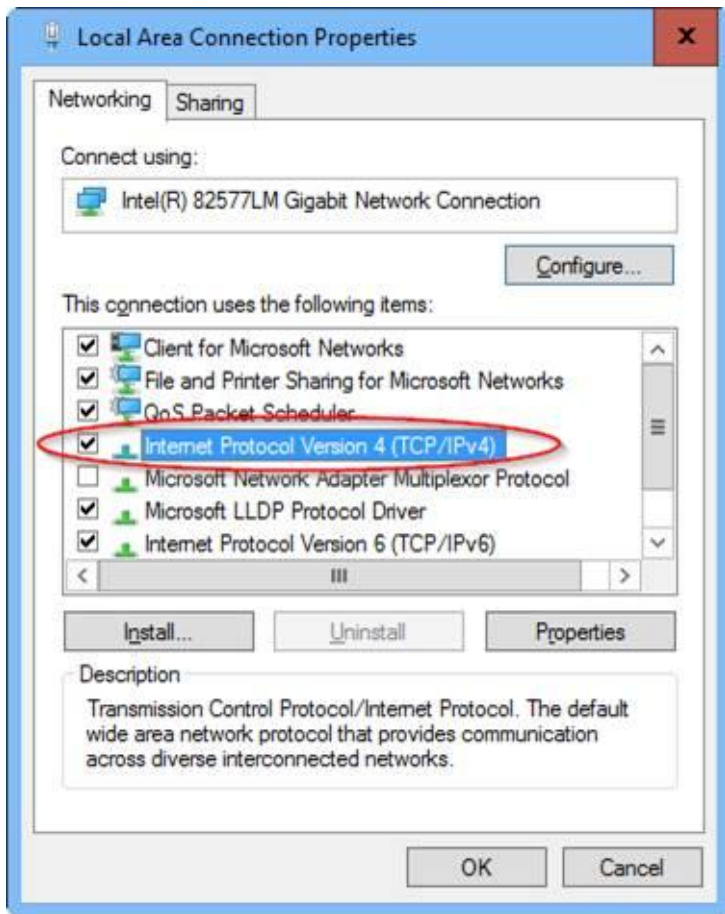 Local Area Connection Properties
x
Networking
Sharing
Connect using:
Intel(R) 82577LM Gigabit Network Connection
Configure...
This connection uses the following items:
Client for Microsoft Networks
File and Printer Sharing for Microsoft Networks
QoS Packet Scheduler
Internet Protocol Version 4 (TCP/IPv4)
Microsoft Network Adapter Multiplexor Protocol
Microsoft LLDP Protocol Driver
Internet Protocol Version 6 (TCP/IPv6)
Install...
Uninstall
Properties
Description
Transmission Control Protocol/Internet Protocol. The default
wide area network protocol that provides communication
across diverse interconnected networks.
OK
Cancel